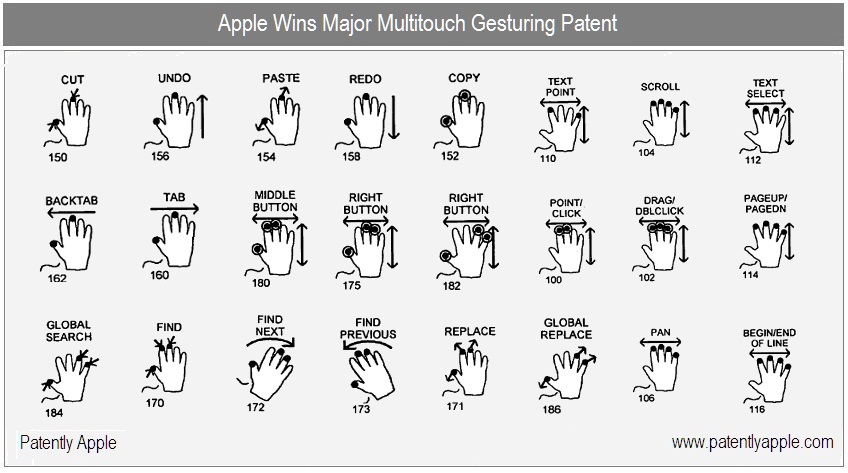 Apple Wins Major Multitouch Gesturing Patent
CUT
150
UNDO
156
PASTE
154
REDO
158
COPY
152
TEXT
POINT
110
SCROLL
104
TEXT
SELECT
112
BACKTAB
162
TAB
160
MIDDLE
BUTTON
180
RIGHT
BUTTON
175
RIGHT
BUTTON
182
POINT/
CLICK
100
DRAG/
DBLCLICK
102
PAGEUP/
PAGEDN
114
GLOBAL
SEARCH
184
FIND
170
FIND
NEXT
172
FIND
PREVIOUS
173
REPLACE
171
GLOBAL
REPLACE
186
PAN
106
BEGIN/END
OF LINE
116
Patently Apple
www.patentlyapple.com